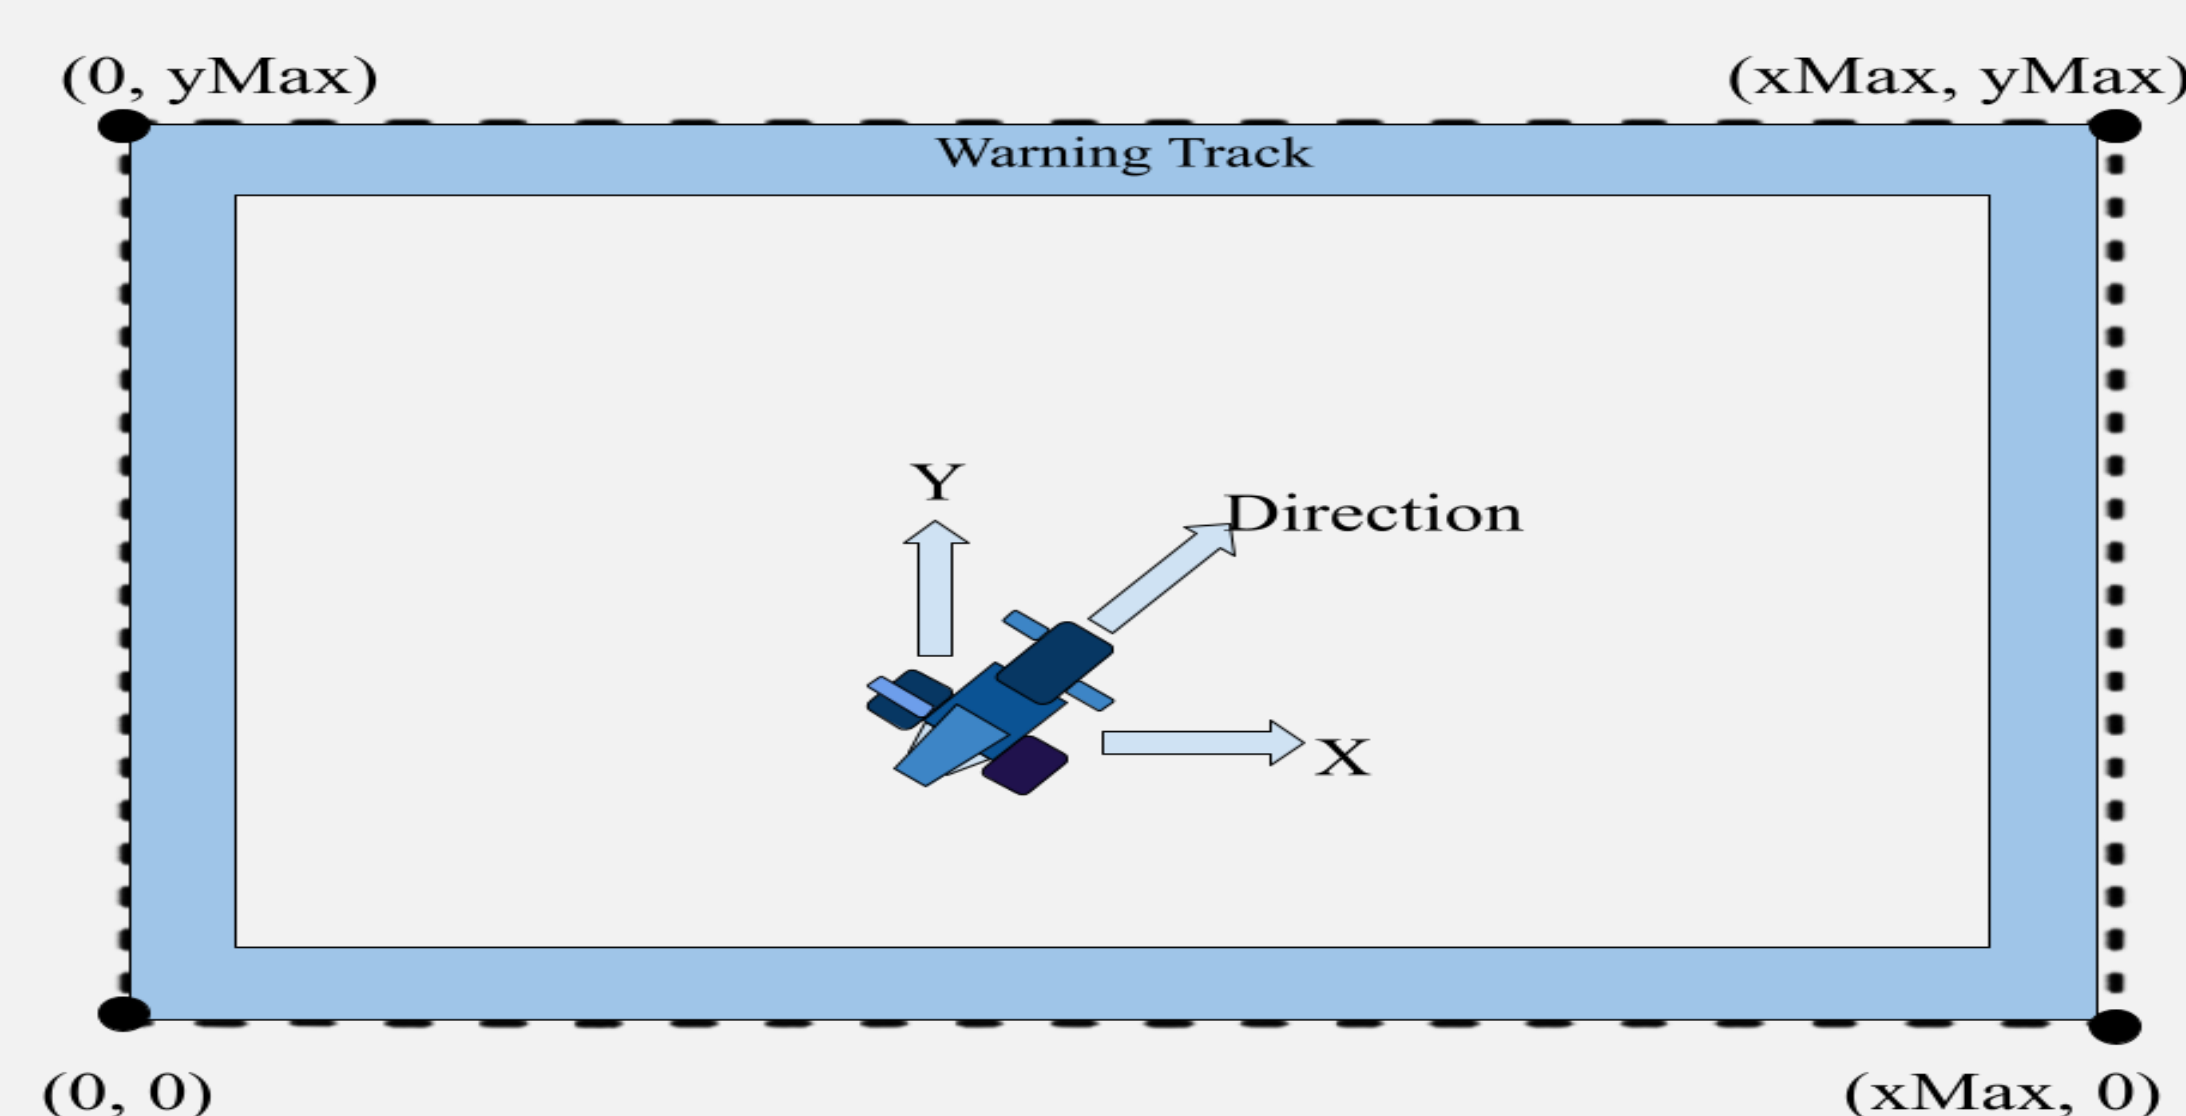 (0, yMax)
(xMax, yMax)
Warning Track
Y
Direction
X
(0, 0)
(xMax, 0)